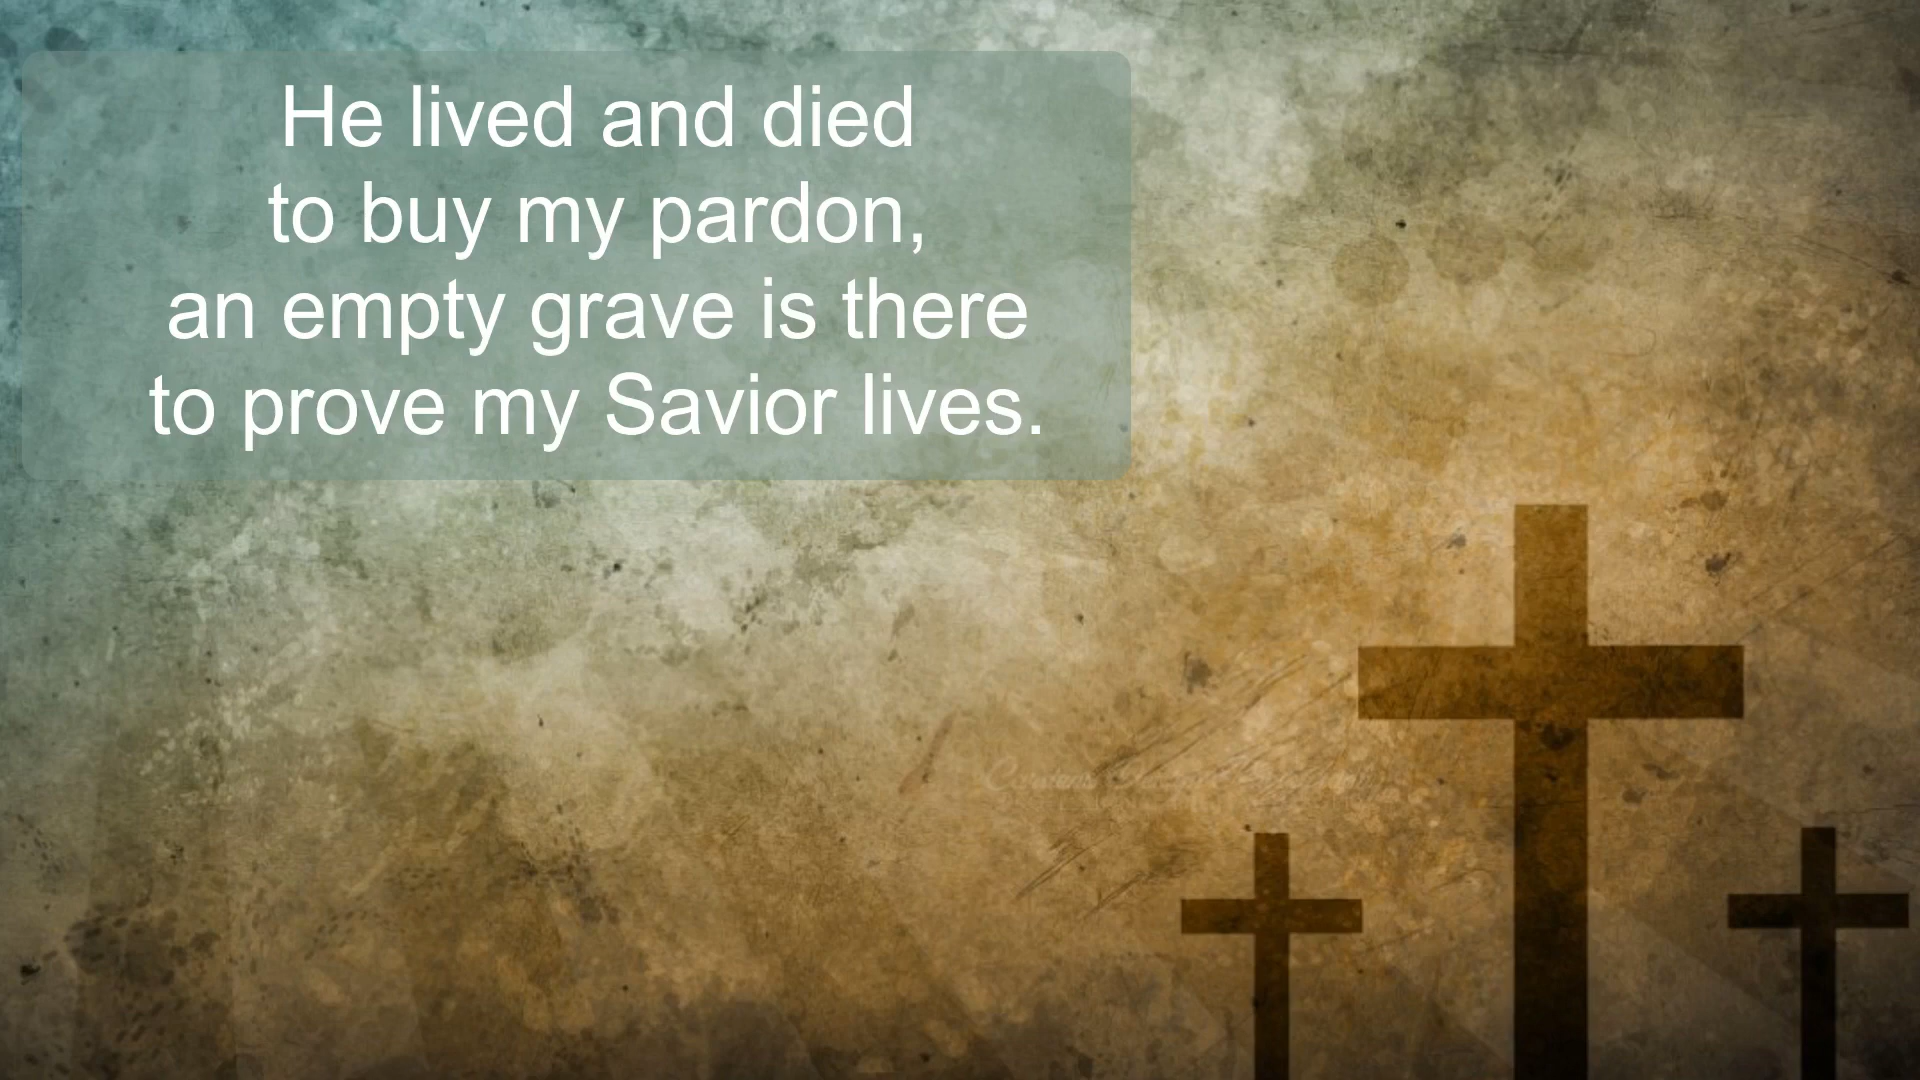 He lived and died
to buy my pardon,
an empty grave is there
to prove my Savior lives.